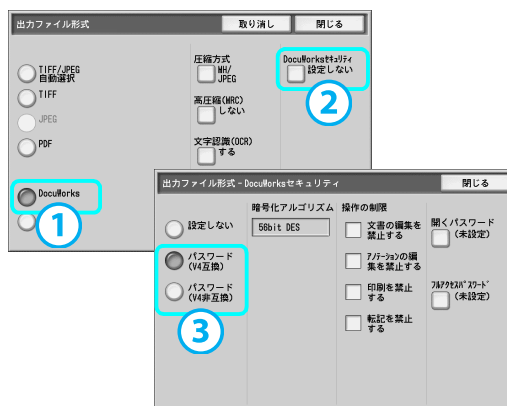 出力ファイル形式
取り消し
閉じる
TIFF/JPEG
自動選択
TIFF
JPEG
PDF
DocuWorks
1
圧縮方式
MH/
JPEG
高圧縮(MRC)
しない
文字認識(OCR)
する
DocuWorksｾｷｭﾘﾃｨ
設定しない
2
出力ファイル形式 - DocuWorksセキュリティ
閉じる
設定しない
パスワード
(V4互換)
パスワード
(V4非互換)
3
暗号化アルゴリズム
56bit DES
操作の制限
文書の編集を
禁止する
ｱﾉﾃｰｼｮﾝの編
集を禁止する
印刷を禁止
する
転記を禁止
する
開くパスワード
(未設定)
ﾌﾙｱｸｾｽﾊﾟｽﾜｰﾄﾞ
(未設定)